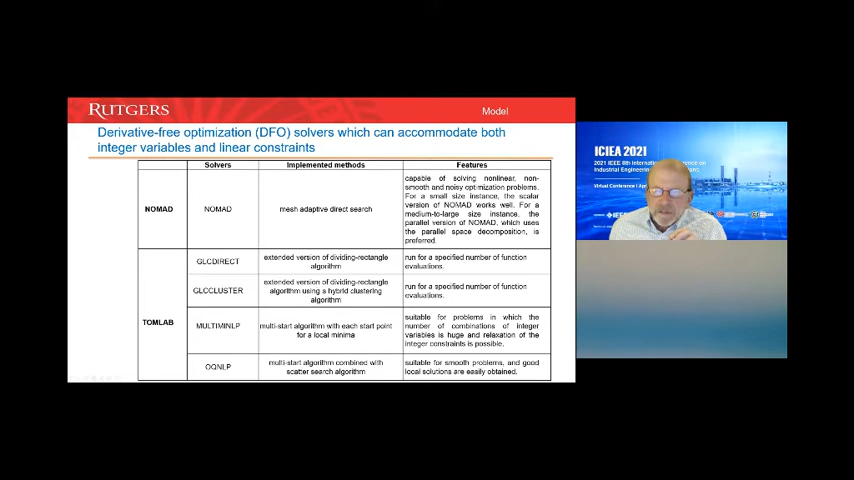 RUTGERS
Model
Derivative-free optimization (DFO) solvers which can accommodate both
integer variables and linear constraints
Solvers Implemented methods Features
NOMAD NOMAD mesh adaptive direct search
capable of solving nonlinear, non-
smooth and noisy optimization problems.
For a small size instance, the scalar
version of NOMAD works well. For a
medium-to-large size instance, the
parallel version of NOMAD, which uses
the parallel space decomposition, is
preferred.
TOMLAB
GLCDIRECT
extended version of dividing-rectangle
algorithm
run for a specified number of function
evaluations.
GLCCLUSTER
extended version of dividing-rectangle
algorithm using a hybrid clustering
algorithm
run for a specified number of function
evaluations.
MULTIMINLP
multi-start algorithm with each start point
for a local minima
suitable for problems in which the
number of combinations of integer
variables is huge and relaxation of the
integer constraints is possible.
OQNLP
multi-start algorithm combined with
scatter search algorithm
suitable for smooth problems, and good
local solutions are easily obtained.
ICIEA 2021
2021 IEEE 8th International Conference on
Industrial Engineering
Virtual Conference